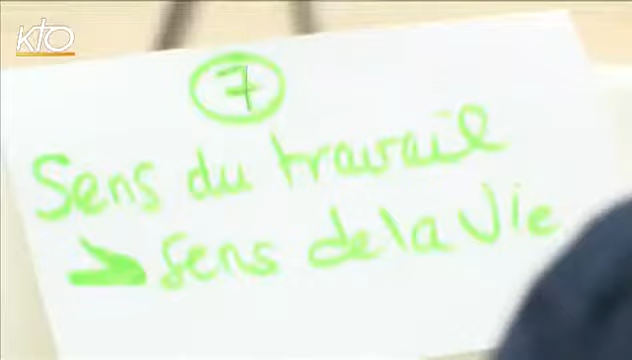 KTO
7
Sens du travail
→ sens de la Vie